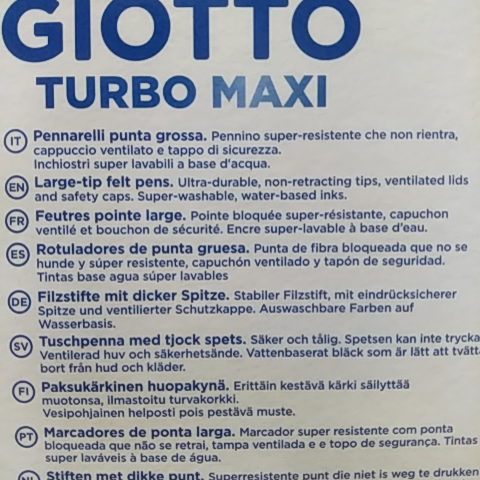 GIOTTO
TURBO MAXI
IT Pennarelli punta grossa. Pennino super-resistente che non rientra,
cappuccio ventilato e tappo di sicurezza.
Inchiostri super lavabili a base d'acqua.
EN Large-tip felt pens. Ultra-durable, non-retracting tips, ventilated lids
and safety caps. Super-washable, water-based inks.
FR Feutres pointe large. Pointe bloquée super-résistante, capuchon
ventilé et bouchon de sécurité. Encre super-lavable à base d'eau.
ES Rotuladores de punta gruesa. Punta de fibra bloqueada que no se
hunde y súper resistente, capuchón ventilado y tapón de seguridad.
Tintas base agua súper lavables
DE Filzstifte mit dicker Spitze. Stabiler Filzstift, mit eindrücksicherer
Spitze und ventilierter Schutzkappe. Auswaschbare Farben auf
Wasserbasis.
SV Tuschpenna med tjock spets. Säker och tålig. Spetsen kan inte trycka
Ventilerad huv och säkerhetsände. Vattenbaserat bläck som är lätt att tvätt
bort från hud och kläder.
FI Paksukärkinen huopakynä. Erittäin kestävä kärki säilyttää
muotonsa, ilmastoitu turvakorkki.
Vesipohjainen helposti pois pestävä muste.
PT Marcadores de ponta larga. Marcador super resistente com ponta
bloqueada que não se retrai, tampa ventilada e e topo de segurança. Tintas
super laváveis à base de água.
NL Stiften met dikke punt. Superresistente punt die niet is weg te drukken